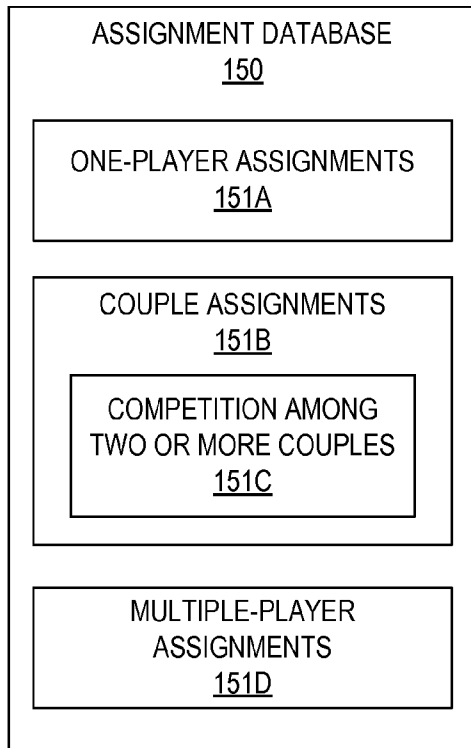 ASSIGNMENT DATABASE
150
ONE-PLAYER ASSIGNMENTS
151A
COUPLE ASSIGNMENTS
151B
COMPETITION AMONG
TWO OR MORE COUPLES
151C
MULTIPLE-PLAYER
ASSIGNMENTS
151D